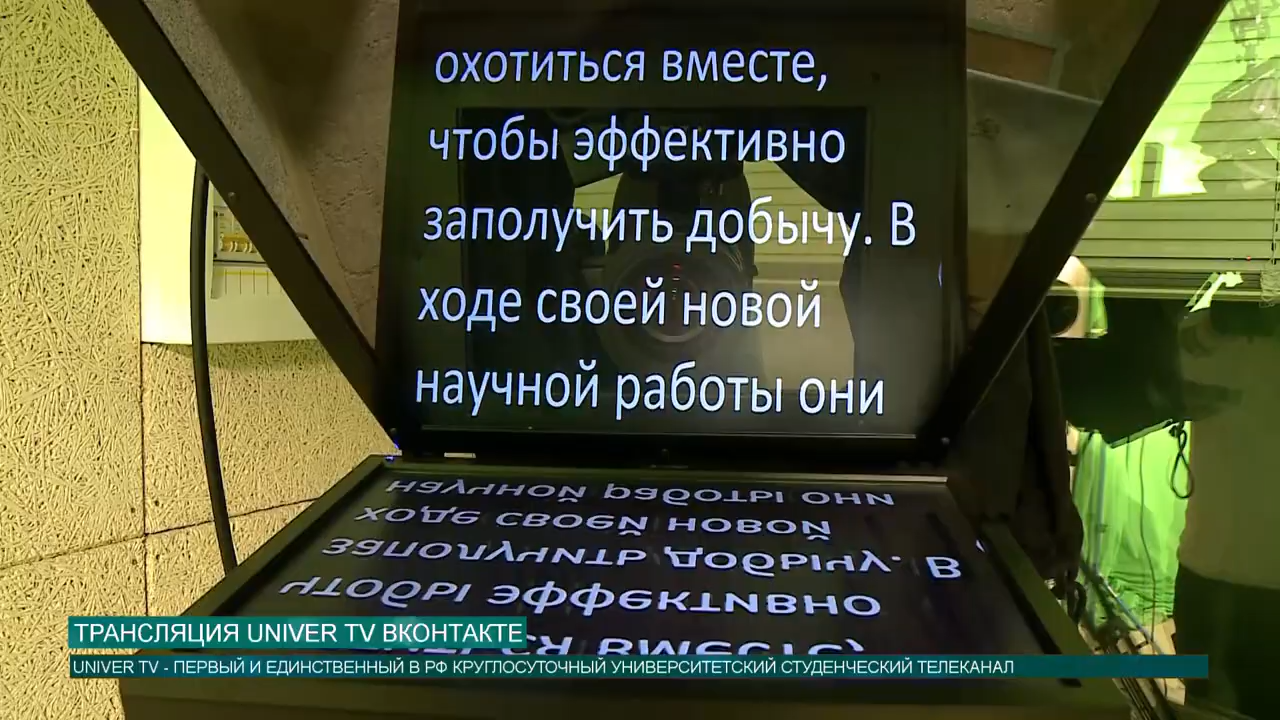 охотиться вместе,
чтобы эффективно
заполучить добычу. В
ходе своей новой
научной работы они
научной работы они
ходе своей новой
заполучить добычу. В
чтобы эффективно
вместе,
ТРАНСЛЯЦИЯ UNIVER TV ВКОНТАКТЕ
UNIVER TV - ПЕРВЫЙ И ЕДИНСТВЕННЫЙ В РФ КРУГЛОСУТОЧНЫЙ УНИВЕРСИТЕТСКИЙ СТУДЕНЧЕСКИЙ ТЕЛЕКАНАЛ